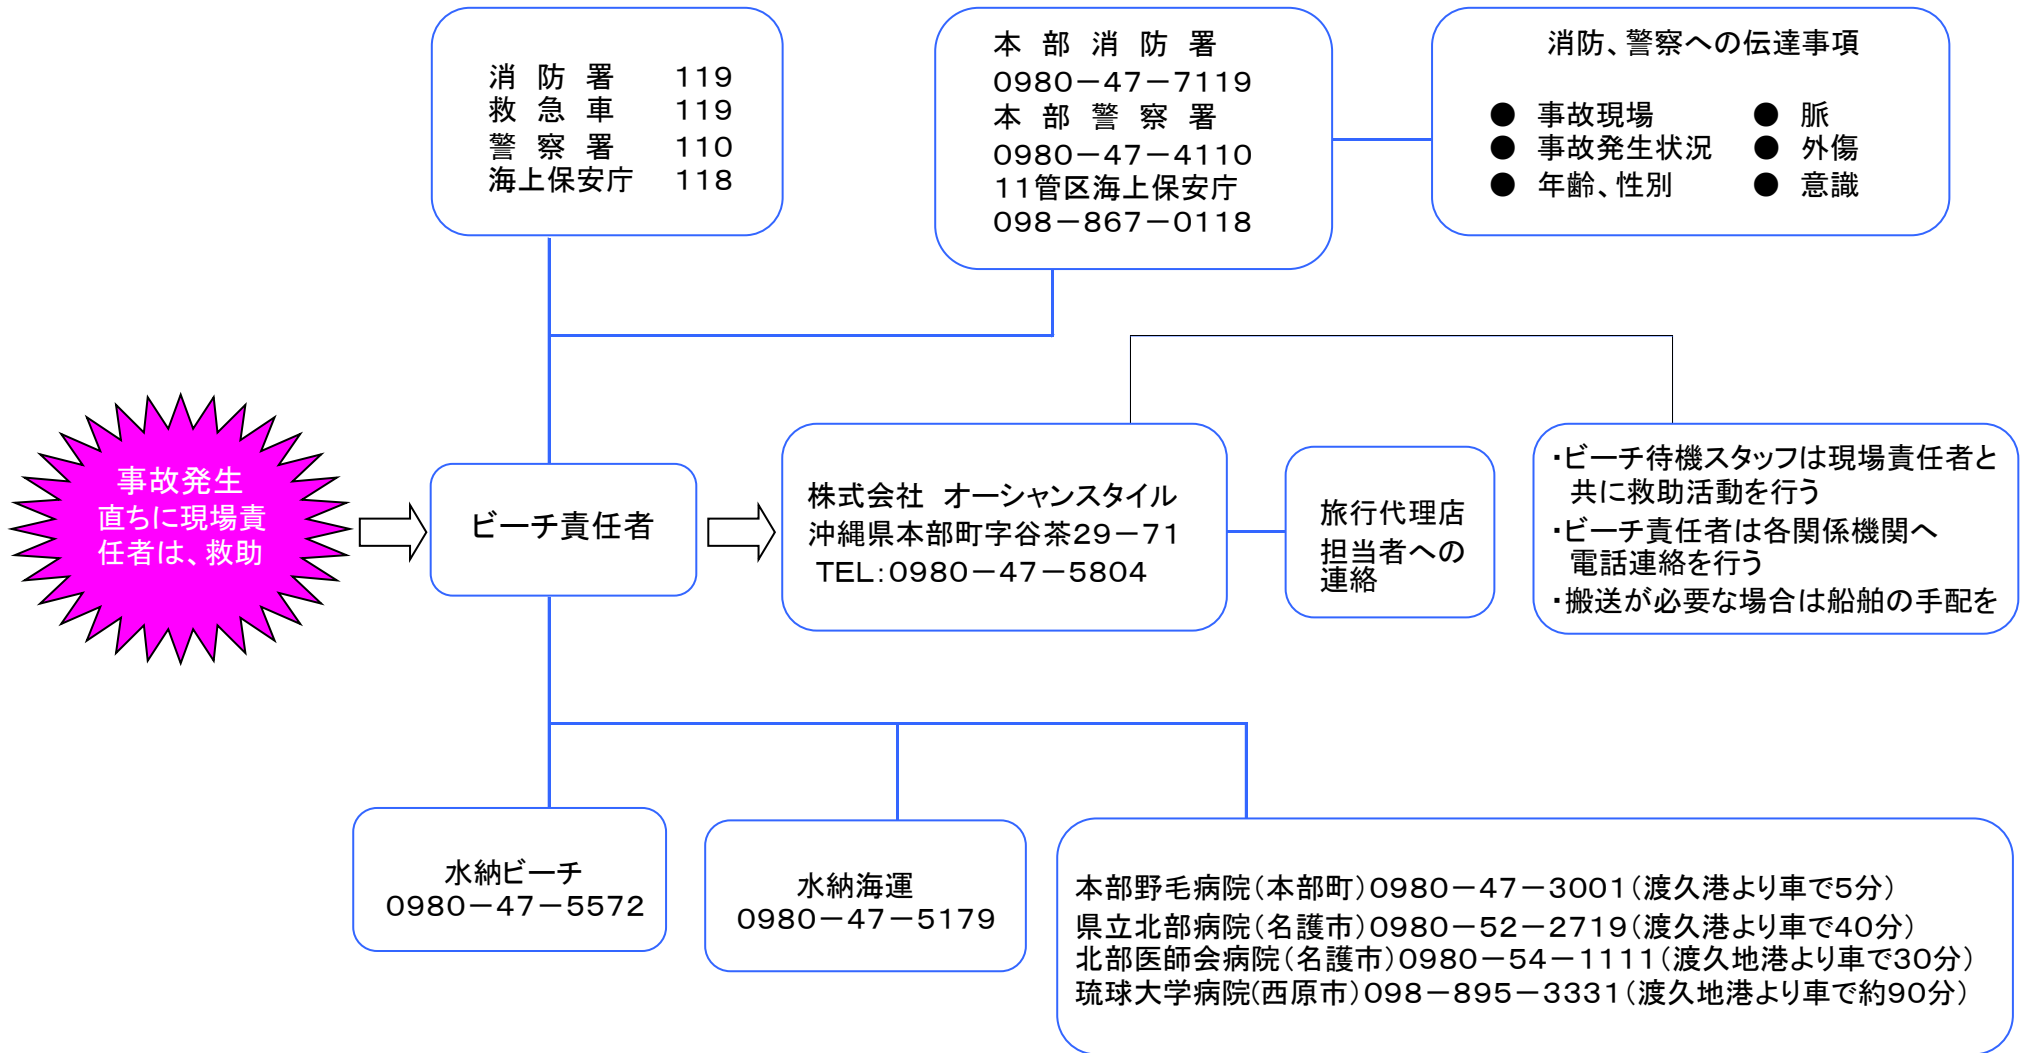 消 防 署　119
救 急 車　119
警 察 署　110
海上保安庁　118
本 部 消 防 署
0980－47－7119
本 部 警 察 署
0980－47－4110
11管区海上保安庁
098－867－0118
消防、警察への伝達事項
● 事故現場　● 脈
● 事故発生状況　● 外傷
● 年齢、性別　● 意識
事故発生
直ちに現場責
任者は、救助
ビーチ責任者
株式会社　オーシャンスタイル
沖縄県本部町字谷茶29－71
TEL:0980－47－5804
旅行代理店
担当者への
連絡
・ビーチ待機スタッフは現場責任者と
共に救助活動を行う
・ビーチ責任者は各関係機関へ
電話連絡を行う
・搬送が必要な場合は船舶の手配を
水納ビーチ
0980－47－5572
水納海運
0980－47－5179
本部野毛病院（本部町）0980－47－3001（渡久港より車で5分）
県立北部病院（名護市）0980－52－2719（渡久港より車で40分）
北部医師会病院（名護市）0980－54－1111（渡久地港より車で30分）
琉球大学病院(西原市）098－895－3331（渡久地港より車で約90分）